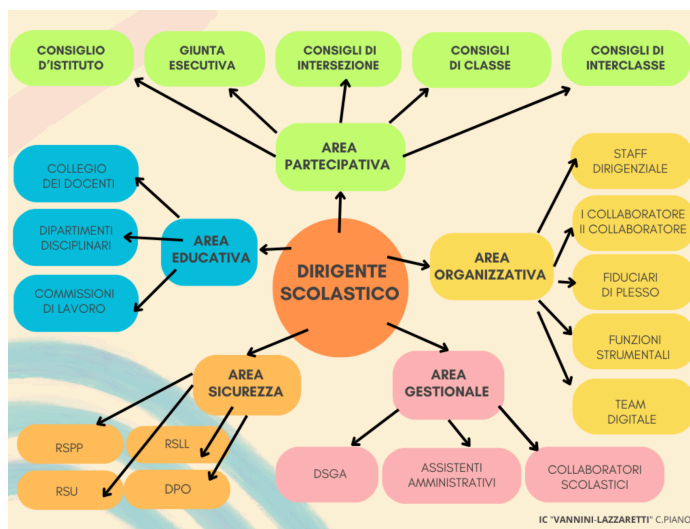 CONSIGLIO
D'ISTITUTO
GIUNTA
ESECUTIVA
CONSIGLI DI
INTERSEZIONE
CONSIGLI
DI CLASSE
CONSIGLI DI
INTERCLASSE
AREA
PARTECIPATIVA
COLLEGIO
DEI DOCENTI
DIPARTIMENTI
DISCIPLINARI
COMMISSIONI
DI LAVORO
AREA
EDUCATIVA
DIRIGENTE
SCOLASTICO
AREA
ORGANIZZATIVA
STAFF
DIRIGENZIALE
I COLLABORATORE
II COLLABORATORE
FIDUCIARI
DI PLESSO
FUNZIONI
STRUMENTALI
TEAM
DIGITALE
AREA
SICUREZZA
RSPP
RSLL
RSU
DPO
AREA
GESTIONALE
DSGA
ASSISTENTI
AMMINISTRATIVI
COLLABORATORI
SCOLASTICI
IC "VANNINI-LAZZARETTI" C.PIANO